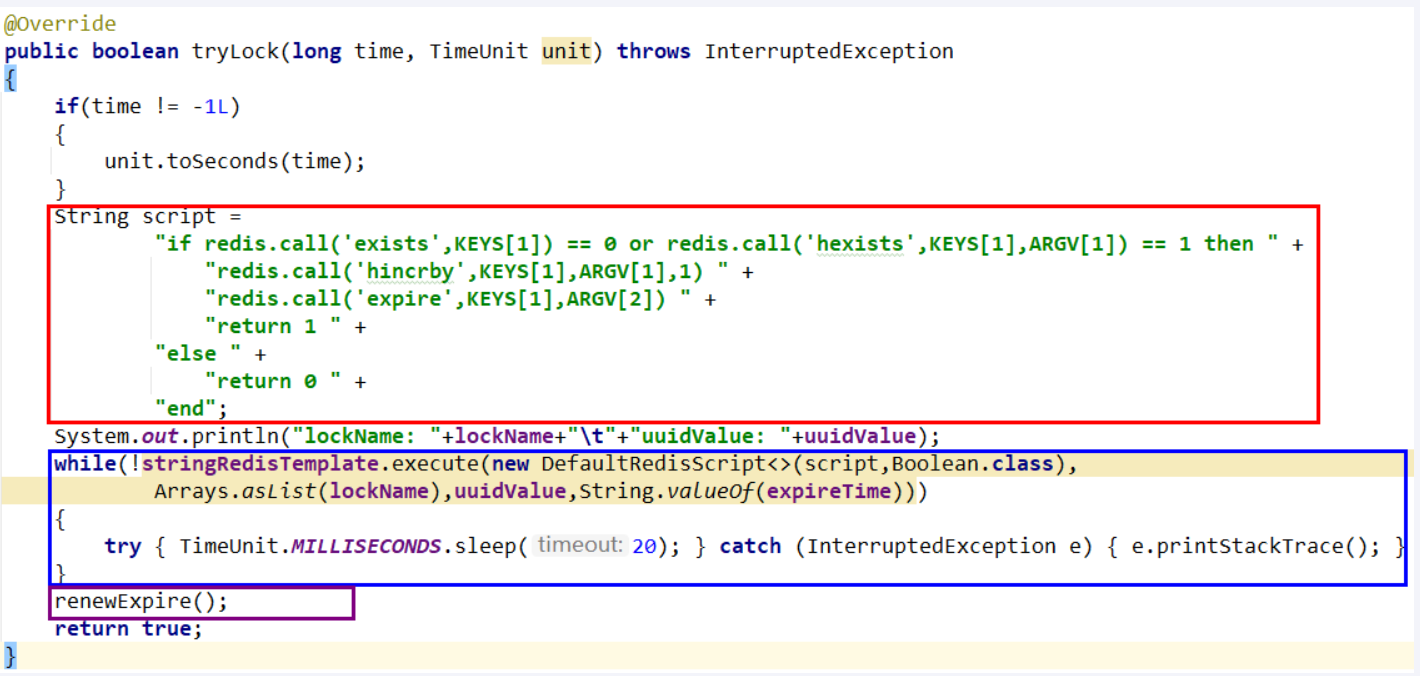 @Override
public boolean tryLock(long time, TimeUnit unit) throws InterruptedException
{
    if(time != -1L)
    {
        unit.toSeconds(time);
    }
    String script =
            "if redis.call('exists',KEYS[1]) == 0 or redis.call('hexists',KEYS[1],ARGV[1]) == 1 then " +
                "redis.call('hincrby',KEYS[1],ARGV[1],1) " +
                "redis.call('expire',KEYS[1],ARGV[2]) " +
                "return 1 " +
            "else " +
                "return 0 " +
            "end";
    System.out.println("lockName: "+lockName+"\t"+"uuidValue: "+uuidValue);
    while(!stringRedisTemplate.execute(new DefaultRedisScript<>(script,Boolean.class),
            Arrays.asList(lockName),uuidValue,String.valueOf(expireTime)))
    {
        try { TimeUnit.MILLISECONDS.sleep( timeout: 20); } catch (InterruptedException e) { e.printStackTrace(); }
    }
    renewExpire();
    return true;
}